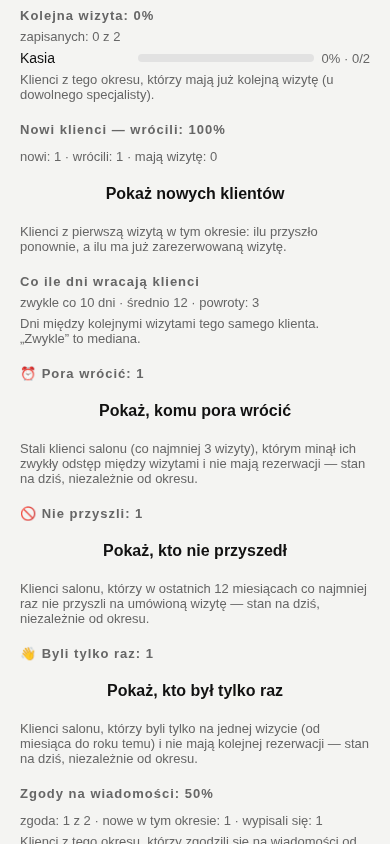 Kolejna wizyta: 0%
zapisanych: 0 z 2
Kasia 0% · 0/2
Klienci z tego okresu, którzy mają już kolejną wizytę (u
dowolnego specjalisty).
Nowi klienci — wrócili: 100%
nowi: 1 · wrócili: 1 · mają wizytę: 0
Pokaż nowych klientów
Klienci z pierwszą wizytą w tym okresie: ilu przyszło
ponownie, a ilu ma już zarezerwowaną wizytę.
Co ile dni wracają klienci
zwykle co 10 dni · średnio 12 · powroty: 3
Dni między kolejnymi wizytami tego samego klienta.
„Zwykle” to mediana.
⏰ Pora wrócić: 1
Pokaż, komu pora wrócić
Stali klienci salonu (co najmniej 3 wizyty), którym minął ich
zwykły odstęp między wizytami i nie mają rezerwacji — stan
na dziś, niezależnie od okresu.
🚫 Nie przyszli: 1
Pokaż, kto nie przyszedł
Klienci salonu, którzy w ostatnich 12 miesiącach co najmniej
raz nie przyszli na umówioną wizytę — stan na dziś,
niezależnie od okresu.
👋 Byli tylko raz: 1
Pokaż, kto był tylko raz
Klienci salonu, którzy byli tylko na jednej wizycie (od
miesiąca do roku temu) i nie mają kolejnej rezerwacji — stan
na dziś, niezależnie od okresu.
Zgody na wiadomości: 50%
zgoda: 1 z 2 · nowe w tym okresie: 1 · wypisali się: 1
Klienci z tego okresu, którzy zgodzili się na wiadomości od